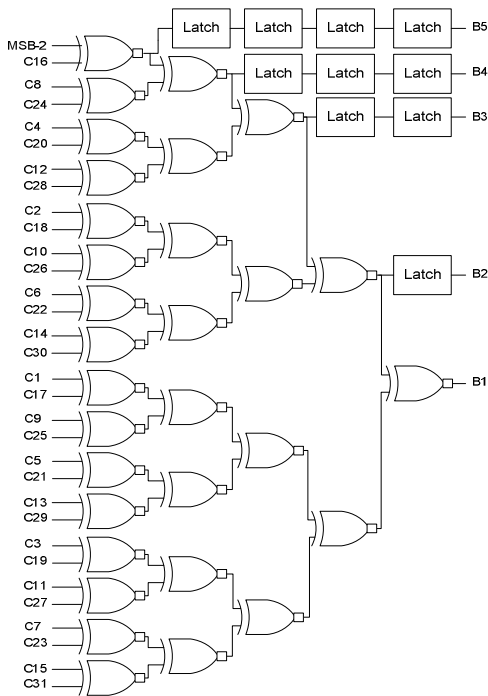 Latch Latch Latch Latch B5
MSB-2
C16
Latch Latch Latch B4
C8
C24
Latch Latch B3
C4
C20
C12
C28
C2
C18
C10
C26
Latch B2
C6
C22
C14
C30
C1
C17
B1
C9
C25
C5
C21
C13
C29
C3
C19
C11
C27
C7
C23
C15
C31